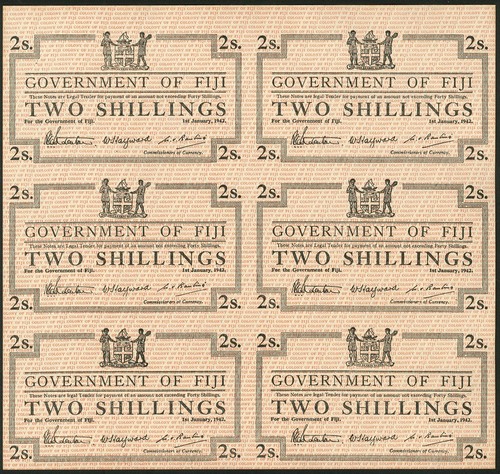 2s. 2s.
GOVERNMENT OF FIJI
These Notes are Legal Tender for payment of an amount not exceeding Forty Shillings.
TWO SHILLINGS
For the Government of Fiji. 1st January, 1942.
W Hayward
Commissioners of Currency.
2s. 2s.
2s. 2s.
GOVERNMENT OF FIJI
These Notes are Legal Tender for payment of an amount not exceeding Forty Shillings.
TWO SHILLINGS
For the Government of Fiji. 1st January, 1942.
W Hayward
Commissioners of Currency.
2s. 2s.
2s. 2s.
GOVERNMENT OF FIJI
These Notes are Legal Tender for payment of an amount not exceeding Forty Shillings.
TWO SHILLINGS
For the Government of Fiji. 1st January, 1942.
W Hayward
Commissioners of Currency.
2s. 2s.
2s. 2s.
GOVERNMENT OF FIJI
These Notes are Legal Tender for payment of an amount not exceeding Forty Shillings.
TWO SHILLINGS
For the Government of Fiji. 1st January, 1942.
W Hayward
Commissioners of Currency.
2s. 2s.
2s. 2s.
GOVERNMENT OF FIJI
These Notes are Legal Tender for payment of an amount not exceeding Forty Shillings.
TWO SHILLINGS
For the Government of Fiji. 1st January, 1942.
W Hayward
Commissioners of Currency.
2s. 2s.
2s. 2s.
GOVERNMENT OF FIJI
These Notes are Legal Tender for payment of an amount not exceeding Forty Shillings.
TWO SHILLINGS
For the Government of Fiji. 1st January, 1942.
W Hayward
Commissioners of Currency.
2s. 2s.